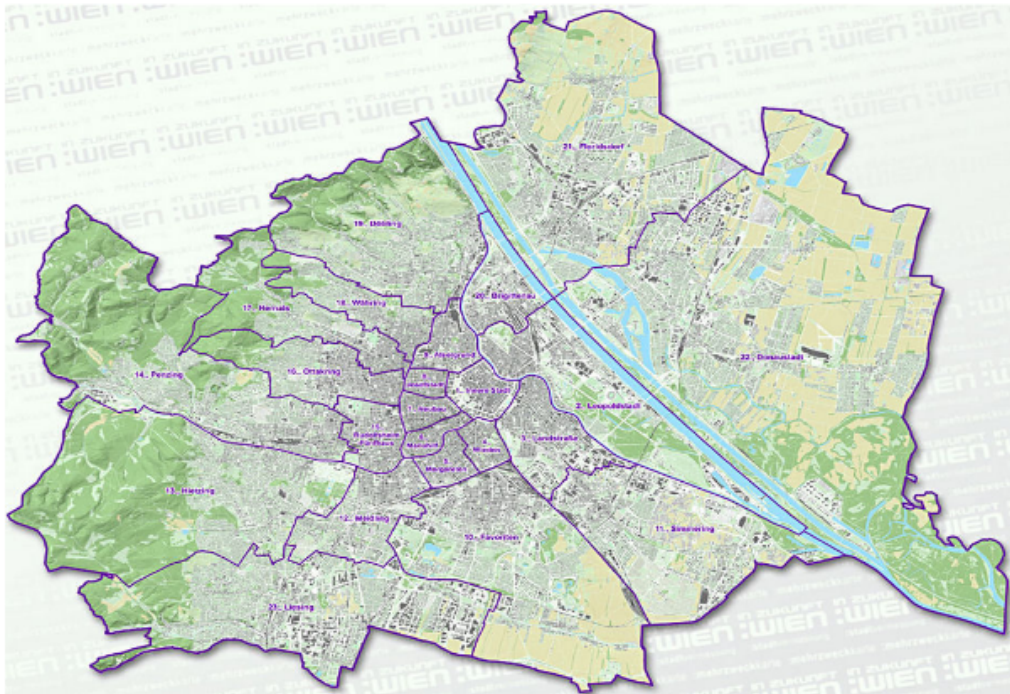 IN ZUKUNFT
:WIEN
21., Floridsdorf
19., Döbling
20., Brigittenau
18., Währing
17., Hernals
9., Alsergrund
22., Donaustadt
14., Penzing
16., Ottakring
Josefstadt
Innere Stadt
2., Leopoldstadt
7., Neubau
Rudolfsheim
Fünfhaus
Mariahilf
Wieden
3., Landstraße
Margareten
13., Hietzing
12., Meidling
10., Favoriten
11., Simmering
23., Liesing